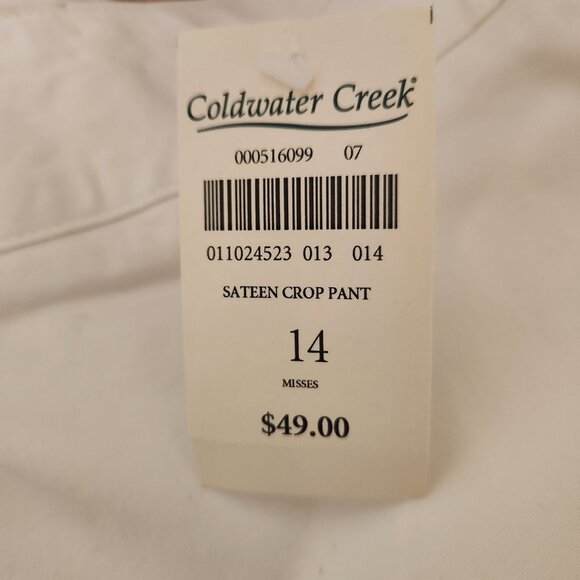 Coldwater Creek®
000516099 07
011024523 013 014
SATEEN CROP PANT
14
MISSES
$49.00